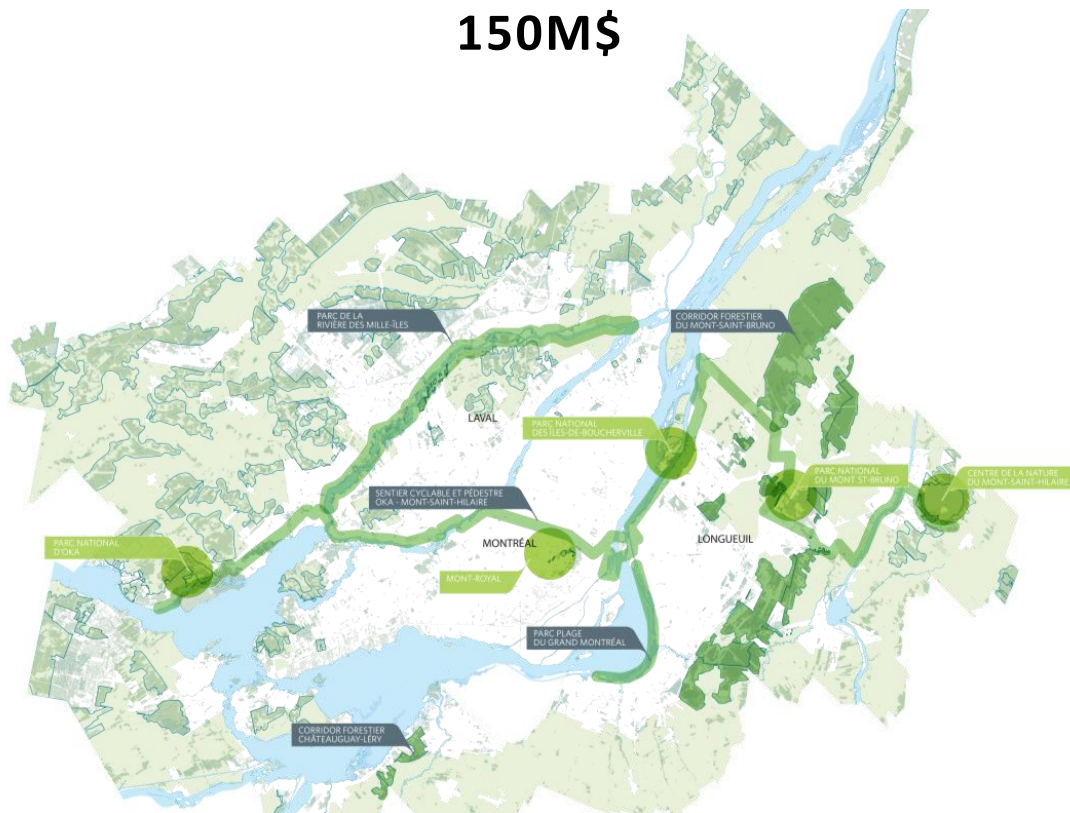 150M$
PARC DE LA
RIVIÈRE DES MILLE-ÎLES
CORRIDOR FORESTIER
DU MONT-SAINT-BRUNO
LAVAL
PARC NATIONAL
DES ÎLES-DE-BOUCHERVILLE
PARC NATIONAL
DU MONT ST-BRUNO
CENTRE DE LA NATURE
DU MONT-SAINT-HILAIRE
SENTIER CYCLABLE ET PÉDESTRE
OKA - MONT-SAINT-HILAIRE
MONTRÉAL
LONGUEUIL
PARC NATIONAL
D'OKA
MONT-ROYAL
PARC PLAGE
DU GRAND MONTRÉAL
CORRIDOR FORESTIER
CHÂTEAUGUAY-LÉRY